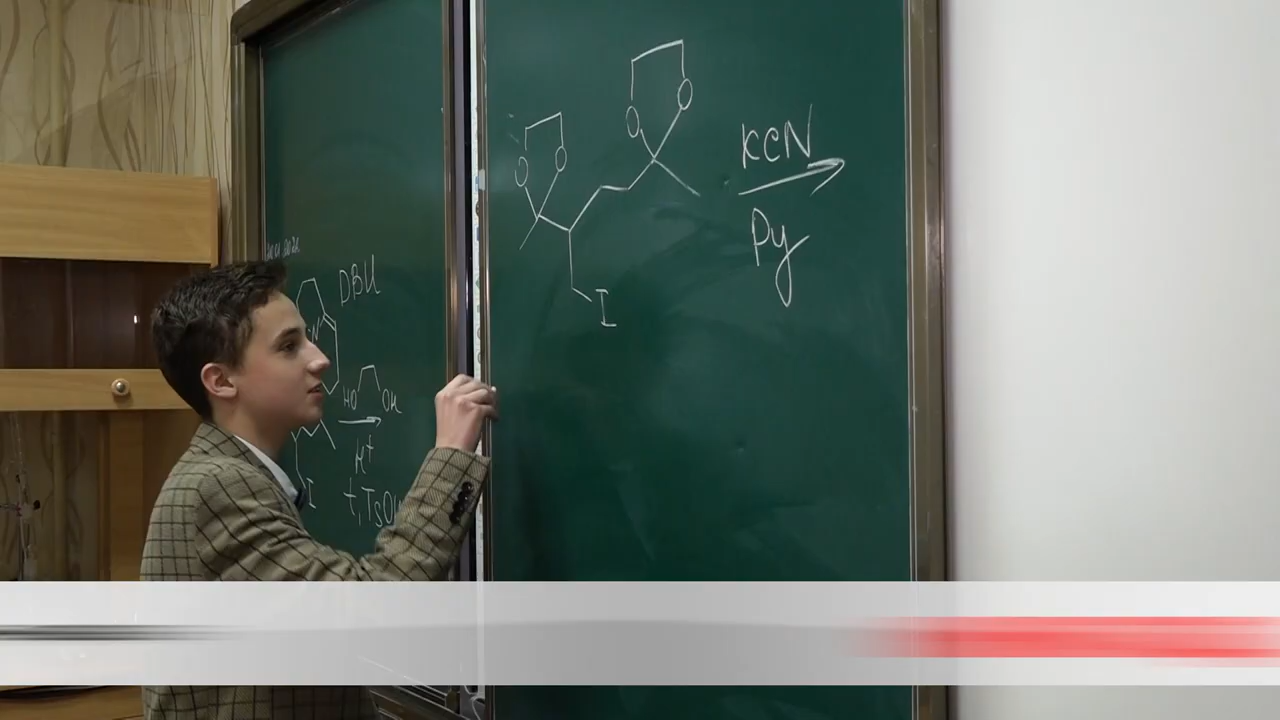 DBU
N
HO OH
H⁺
I
t, TsOH
O O
O O
I
KCN
Py